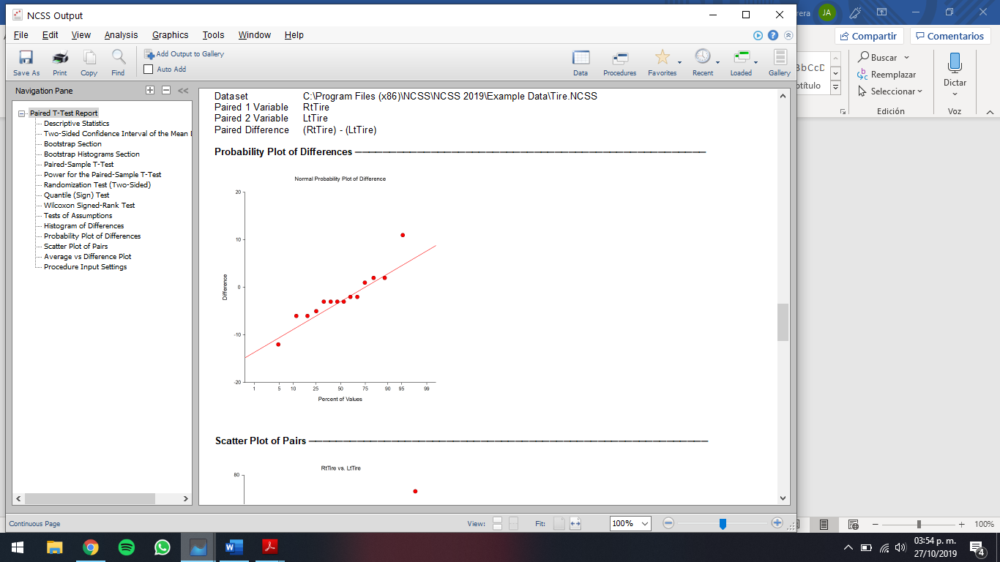 NCSS Output
rera
JA
File Edit View Analysis Graphics Tools Window Help
Compartir
Comentarios
Save As
Print
Copy
Find
Add Output to Gallery
Auto Add
Data
Procedures
Favorites
Recent
Loaded
Gallery
Buscar
Reemplazar
Seleccionar
Edición
Dictar
Voz
Navigation Pane
<<
Paired T-Test Report
Descriptive Statistics
Two-Sided Confidence Interval of the Mean
Bootstrap Section
Bootstrap Histograms Section
Paired-Sample T-Test
Power for the Paired-Sample T-Test
Randomization Test (Two-Sided)
Quantile (Sign) Test
Wilcoxon Signed-Rank Test
Tests of Assumptions
Histogram of Differences
Probability Plot of Differences
Scatter Plot of Pairs
Average vs Difference Plot
Procedure Input Settings
Dataset C:\Program Files (x86)\NCSS\NCSS 2019\Example Data\Tire.NCSS
Paired 1 Variable RtTire
Paired 2 Variable LtTire
Paired Difference (RtTire) - (LtTire)
Probability Plot of Differences
Normal Probability Plot of Difference
20
10
0
-10
-20
Difference
1 5 10 25 50 75 90 95 99
Percent of Values
Scatter Plot of Pairs
RtTire vs. LtTire
80
Continuous Page
View:
Fit:
100%
100%
03:54 p. m.
27/10/2019
4